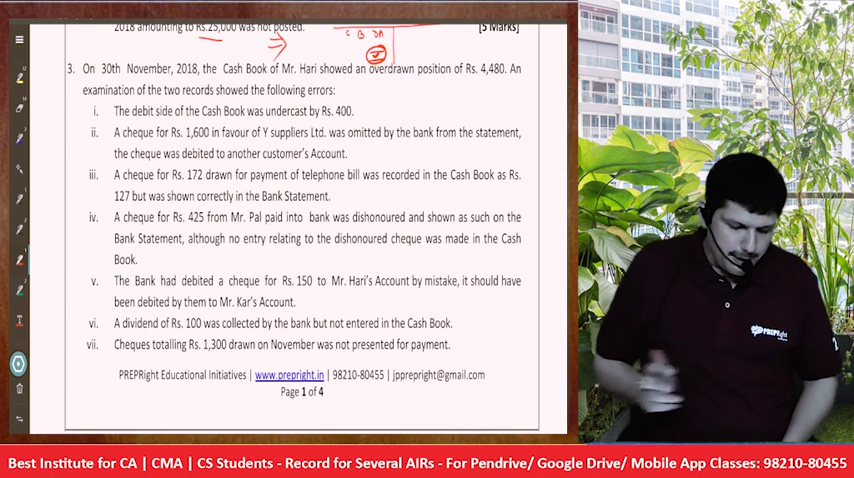 2018 amounting to Rs.25,000 was not posted.
[5 Marks]
C B
3. On 30th November, 2018, the Cash Book of Mr. Hari showed an overdrawn position of Rs. 4,480. An
examination of the two records showed the following errors:
i. The debit side of the Cash Book was undercast by Rs. 400.
ii. A cheque for Rs. 1,600 in favour of Y suppliers Ltd. was omitted by the bank from the statement,
the cheque was debited to another customer's Account.
iii. A cheque for Rs. 172 drawn for payment of telephone bill was recorded in the Cash Book as Rs.
127 but was shown correctly in the Bank Statement.
iv. A cheque for Rs. 425 from Mr. Pal paid into bank was dishonoured and shown as such on the
Bank Statement, although no entry relating to the dishonoured cheque was made in the Cash
Book.
v. The Bank had debited a cheque for Rs. 150 to Mr. Hari's Account by mistake, it should have
been debited by them to Mr. Kar's Account.
vi. A dividend of Rs. 100 was collected by the bank but not entered in the Cash Book.
vii. Cheques totalling Rs. 1,300 drawn on November was not presented for payment.
PREPRight Educational Initiatives | www.prepright.in | 98210-80455 | jpprepright@gmail.com
Page 1 of 4
PREPRight
Best Institute for CA | CMA | CS Students - Record for Several AIRs - For Pendrive/ Google Drive/ Mobile App Classes: 98210-80455